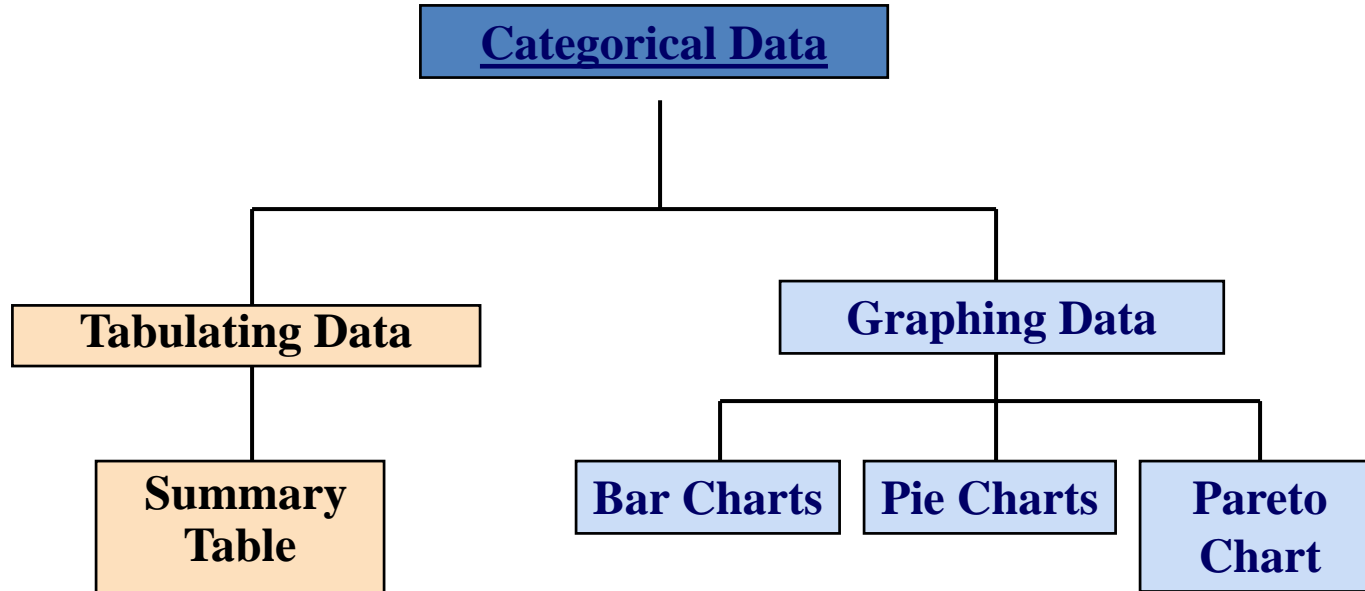 Categorical Data
Tabulating Data
Graphing Data
Summary
Table
Bar Charts
Pie Charts
Pareto
Chart